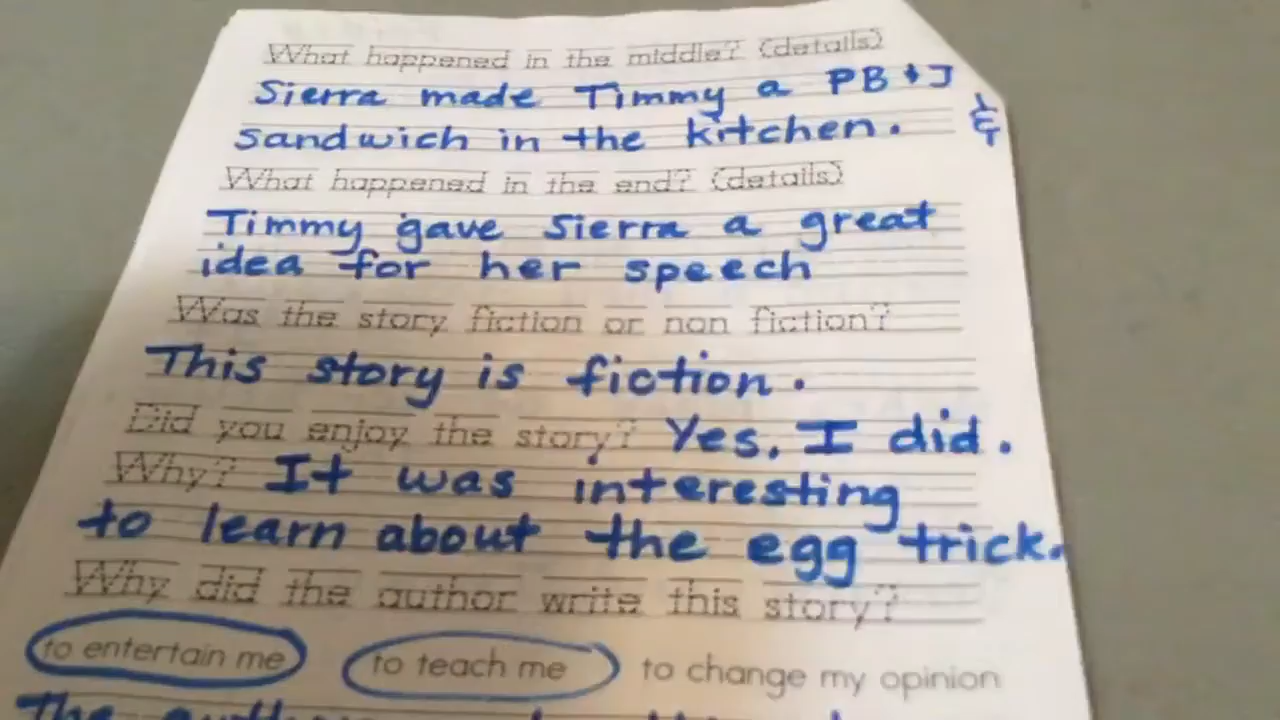 What happened in the middle? (details)
Sierra made Timmy a PB + J
sandwich in the kitchen. &
What happened in the end? (details)
Timmy gave Sierra a great
idea for her speech
Was the story fiction or non fiction?
This story is fiction.
Did you enjoy the story? Yes, I did.
Why? It was interesting
to learn about the egg trick.
Why did the author write this story?
to entertain me to teach me to change my opinion
The